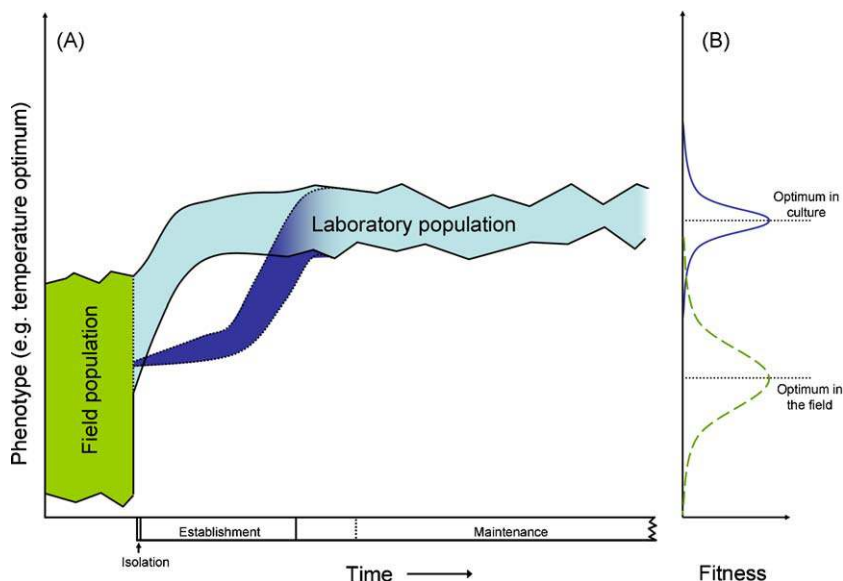 (A)
(B)
Phenotype (e.g. temperature optimum)
Field population
Laboratory population
Optimum in
culture
Optimum in
the field
Establishment
Maintenance
Isolation
Time
Fitness